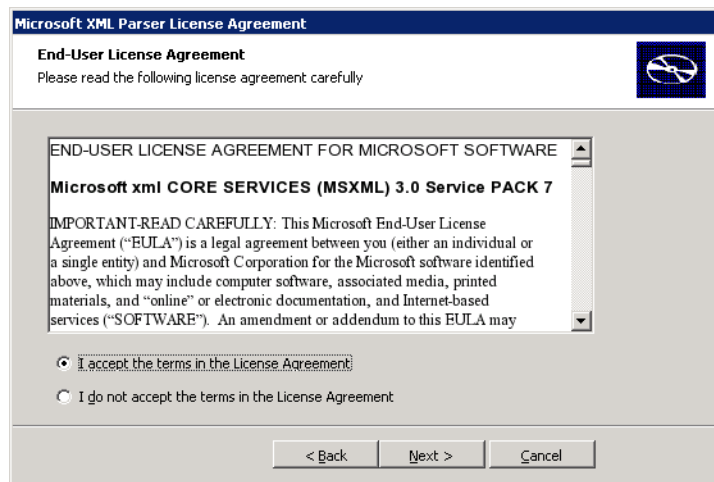 Microsoft XML Parser License Agreement
End-User License Agreement
Please read the following license agreement carefully
END-USER LICENSE AGREEMENT FOR MICROSOFT SOFTWARE
Microsoft xml CORE SERVICES (MSXML) 3.0 Service PACK 7
IMPORTANT-READ CAREFULLY: This Microsoft End-User License
Agreement (“EULA”) is a legal agreement between you (either an individual or
a single entity) and Microsoft Corporation for the Microsoft software identified
above, which may include computer software, associated media, printed
materials, and “online” or electronic documentation, and Internet-based
services (“SOFTWARE”).  An amendment or addendum to this EULA may
I accept the terms in the License Agreement
I do not accept the terms in the License Agreement
< Back
Next >
Cancel